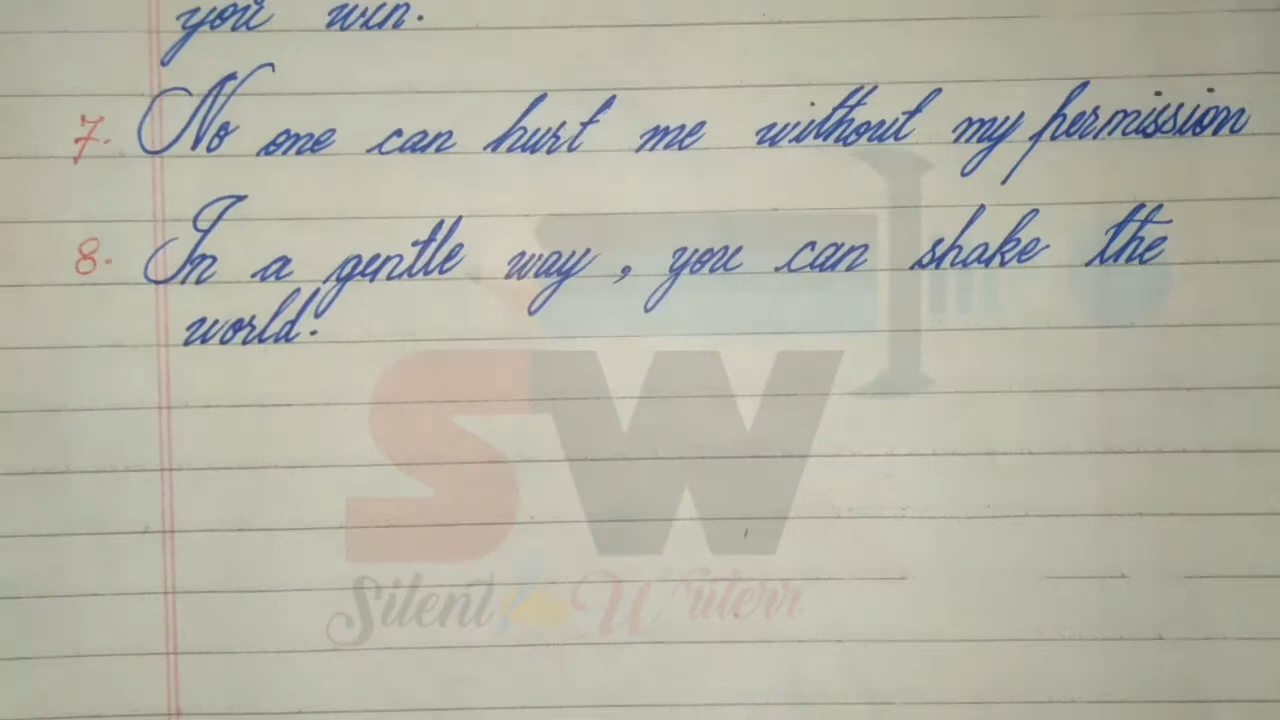 you win.
7. No one can hurt me without my permission
8. In a gentle way, you can shake the
world.
SW
Silent Writerr